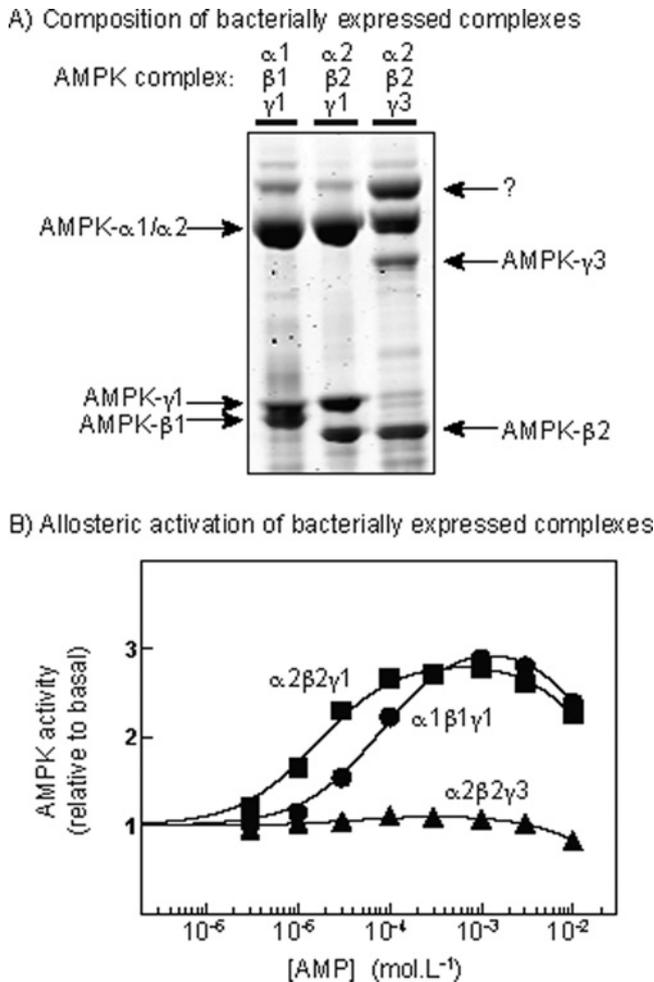 A) Composition of bacterially expressed complexes
AMPK complex:
α1 α2 α2
β1 β2 β2
γ1 γ1 γ3
?
AMPK-α1/α2
AMPK-γ3
AMPK-γ1
AMPK-β1
AMPK-β2
B) Allosteric activation of bacterially expressed complexes
AMPK activity
(relative to basal)
3
2
1
α2β2γ1
α1β1γ1
α2β2γ3
10⁻⁶ 10⁻⁵ 10⁻⁴ 10⁻³ 10⁻²
[AMP] (mol.L⁻¹)